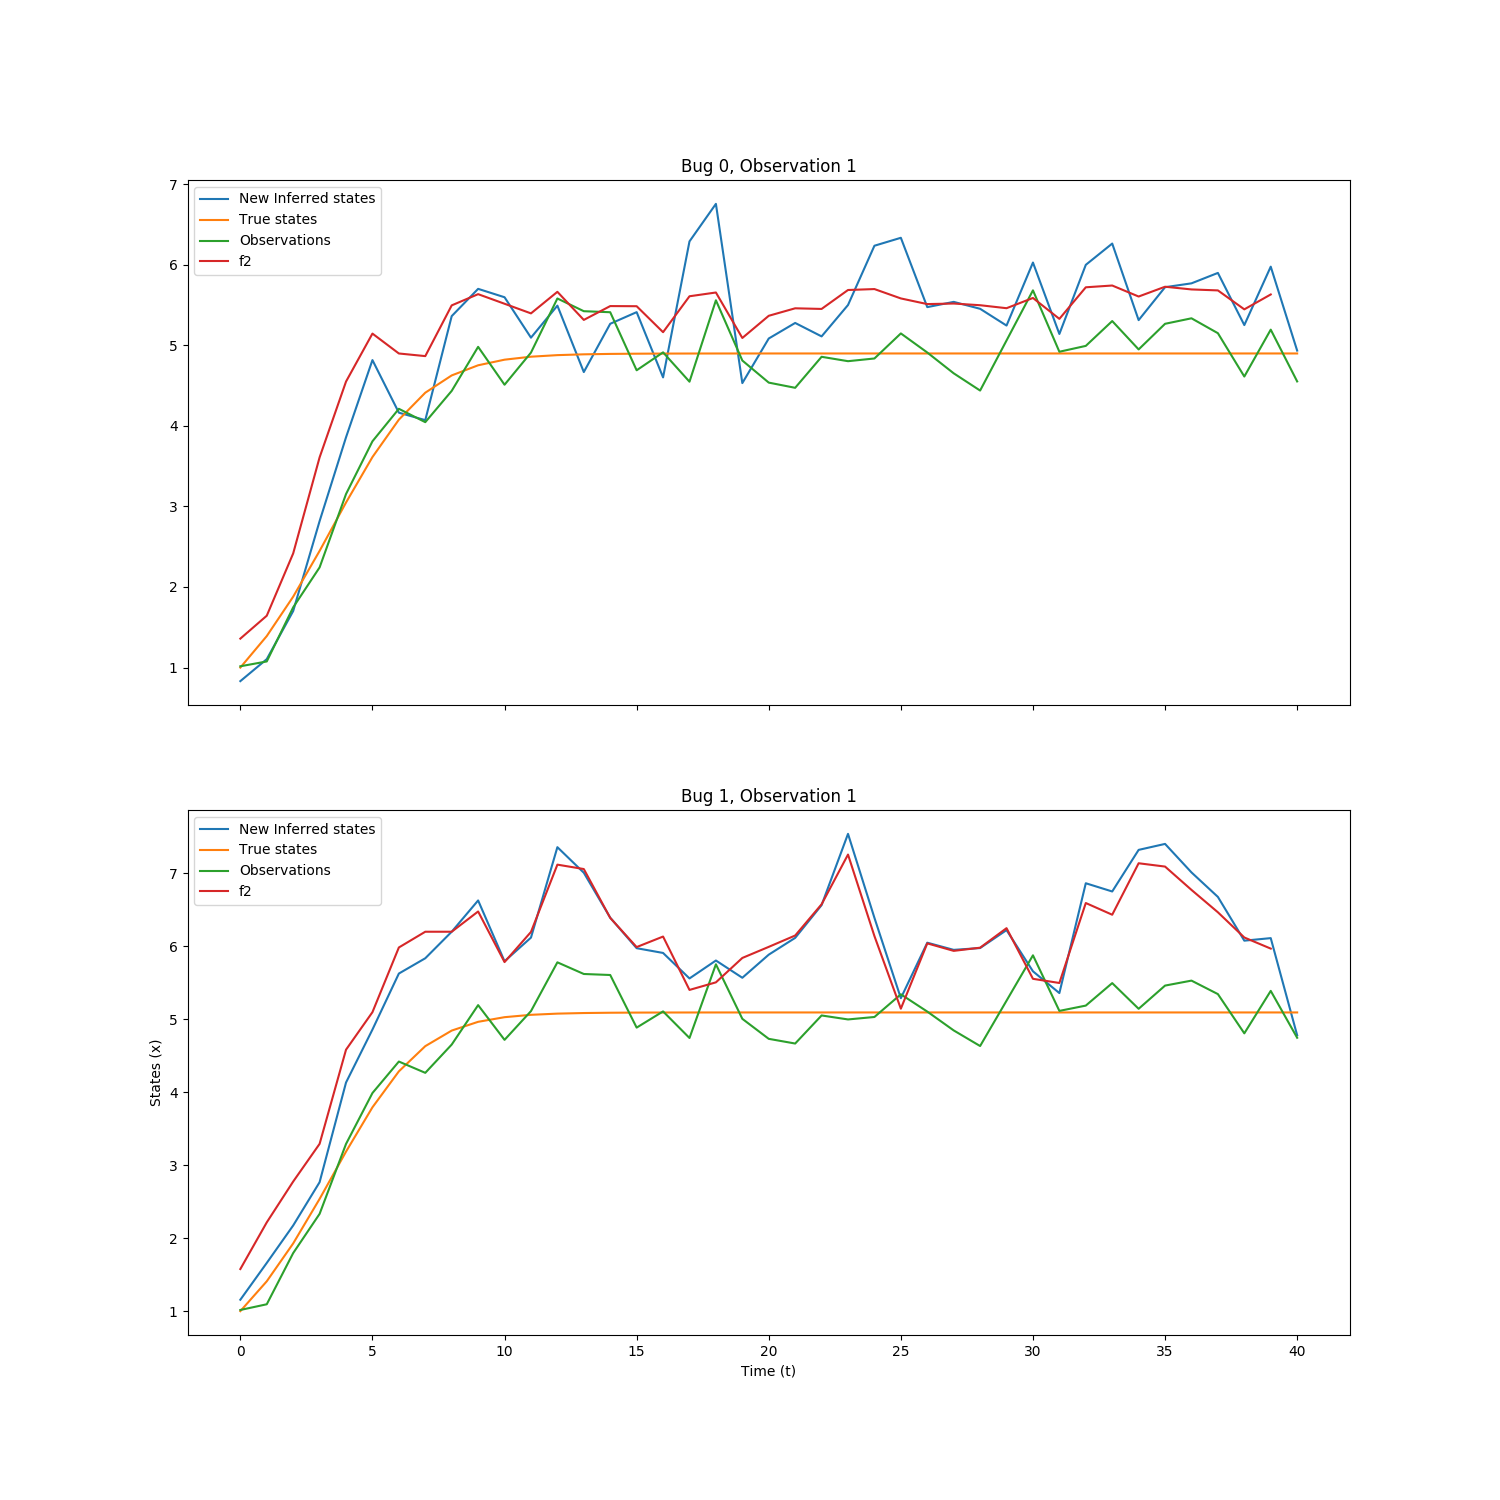 Bug 0, Observation 1
7
6
5
4
3
2
1
New Inferred states
True states
Observations
f2
Bug 1, Observation 1
States (x)
7
6
5
4
3
2
1
New Inferred states
True states
Observations
f2
0 5 10 15 20 25 30 35 40
Time (t)